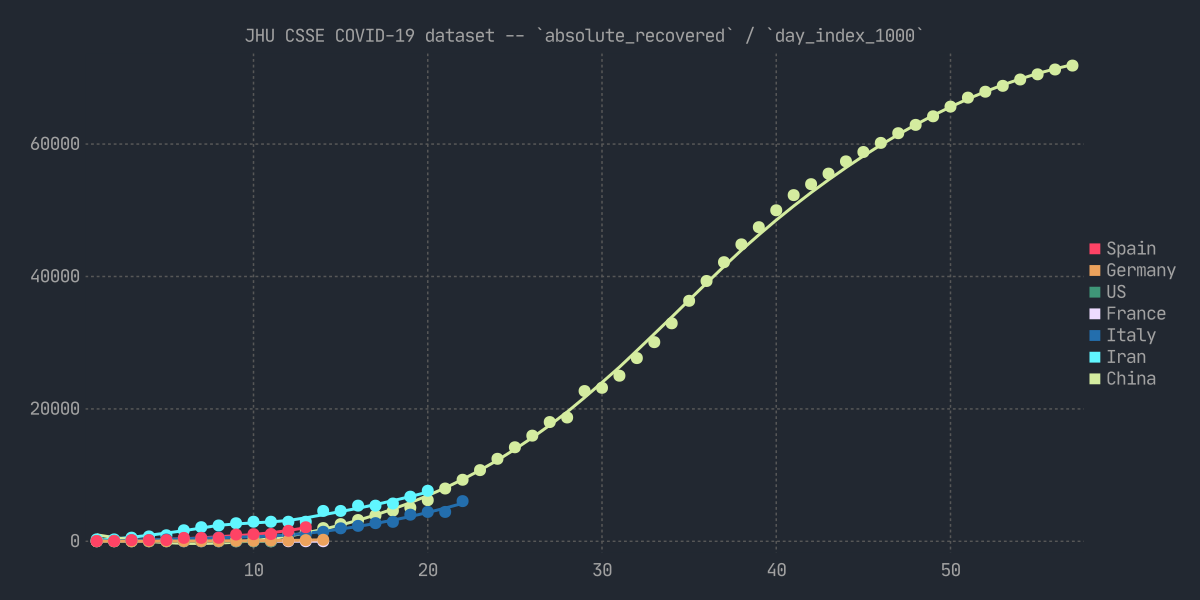 JHU CSSE COVID-19 dataset -- `absolute_recovered` / `day_index_1000`
60000
40000
20000
0
10 20 30 40 50
Spain
Germany
US
France
Italy
Iran
China